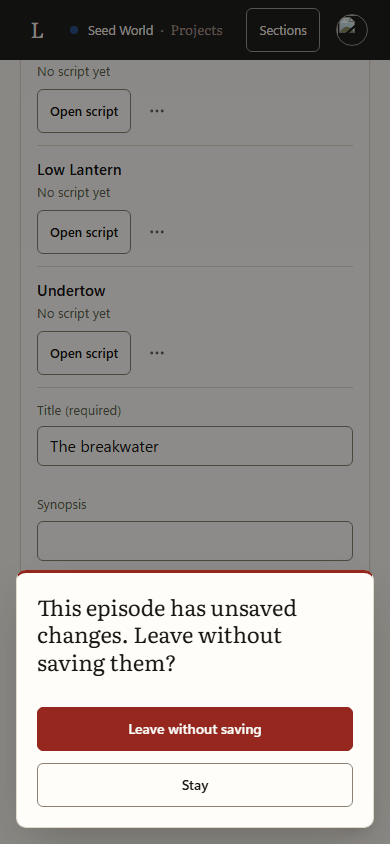 L
Seed World · Projects
Sections
No script yet
Open script
Low Lantern
No script yet
Open script
Undertow
No script yet
Open script
Title (required)
The breakwater
Synopsis
This episode has unsaved
changes. Leave without
saving them?
Leave without saving
Stay